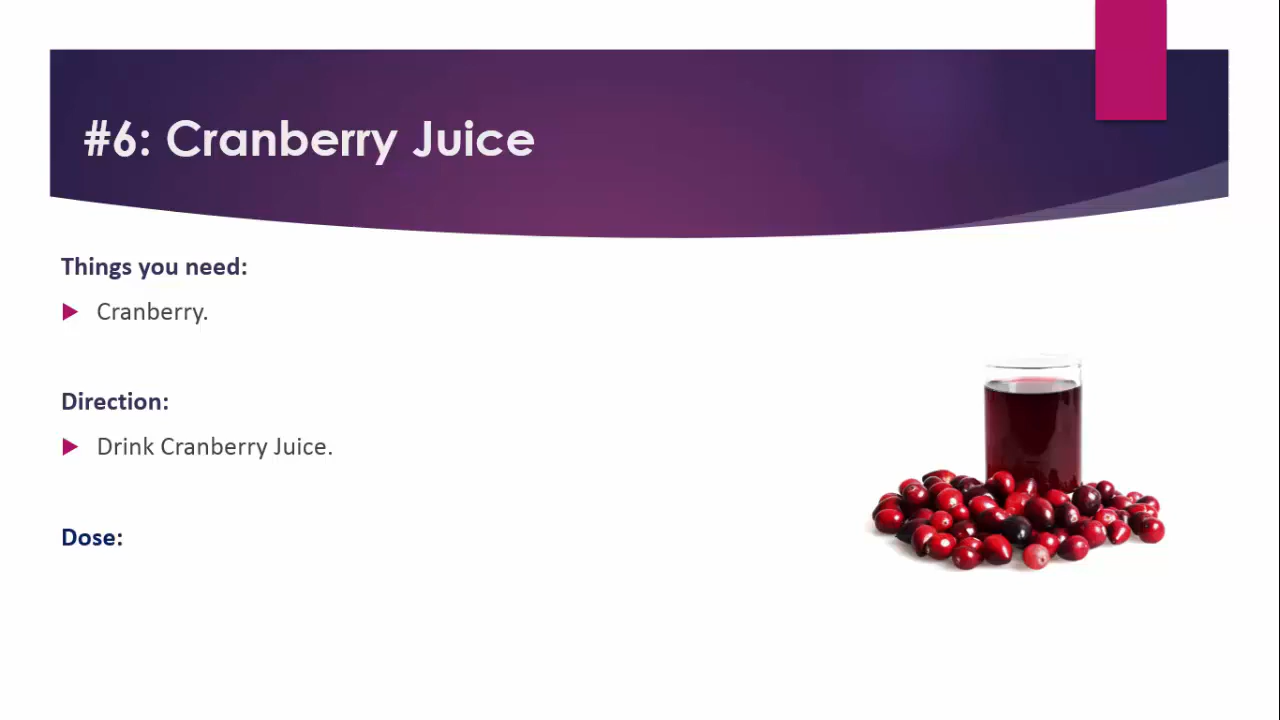 #6: Cranberry Juice
Things you need:
Cranberry.
Direction:
Drink Cranberry Juice.
Dose: